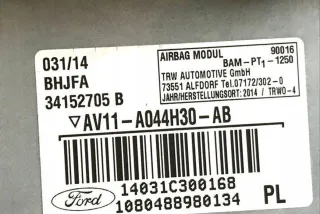 031/14
BHJFA
34152705 B
AIRBAG MODUL 90016
BAM-PT1-1250
TRW AUTOMOTIVE GmbH
73551 ALFDORF Tel.07172/302-0
JAHR/HERSTELLORT: 2014 / TRWO-4
▽AV11-A044H30-AB
Ford
14031C300168
1080488980134
PL